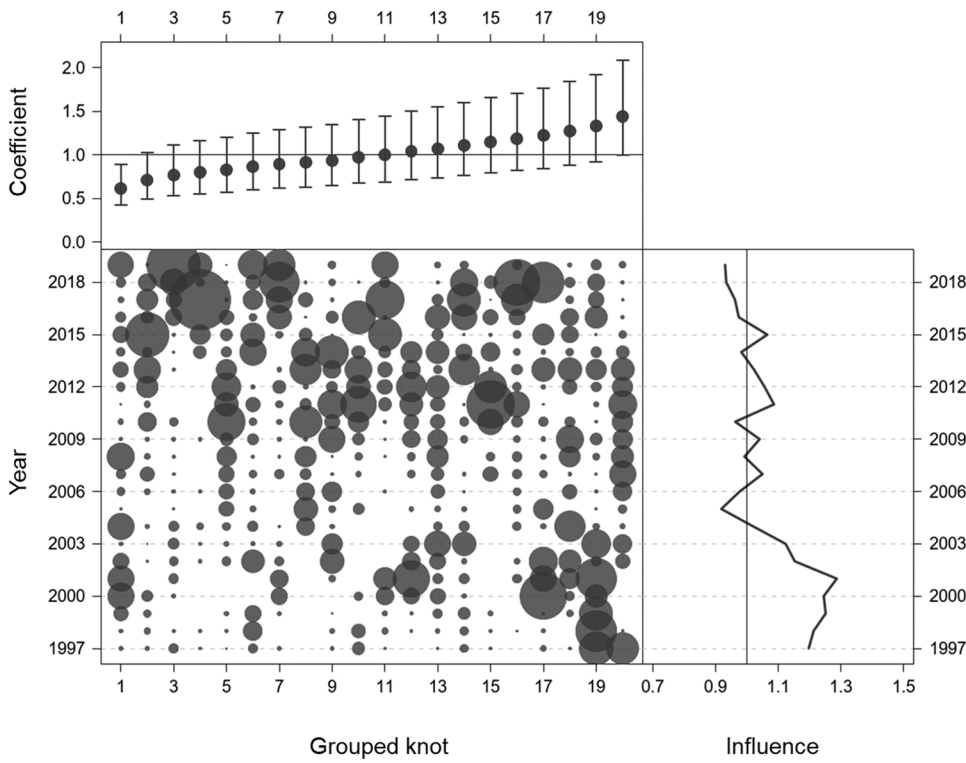 1 3 5 7 9 11 13 15 17 19
2.0
1.5
1.0
0.5
0.0
Coefficient
2018 2018
2015 2015
2012 2012
2009 2009
2006 2006
2003 2003
2000 2000
1997 1997
Year
1 3 5 7 9 11 13 15 17 19 0.7 0.9 1.1 1.3 1.5
Grouped knot Influence